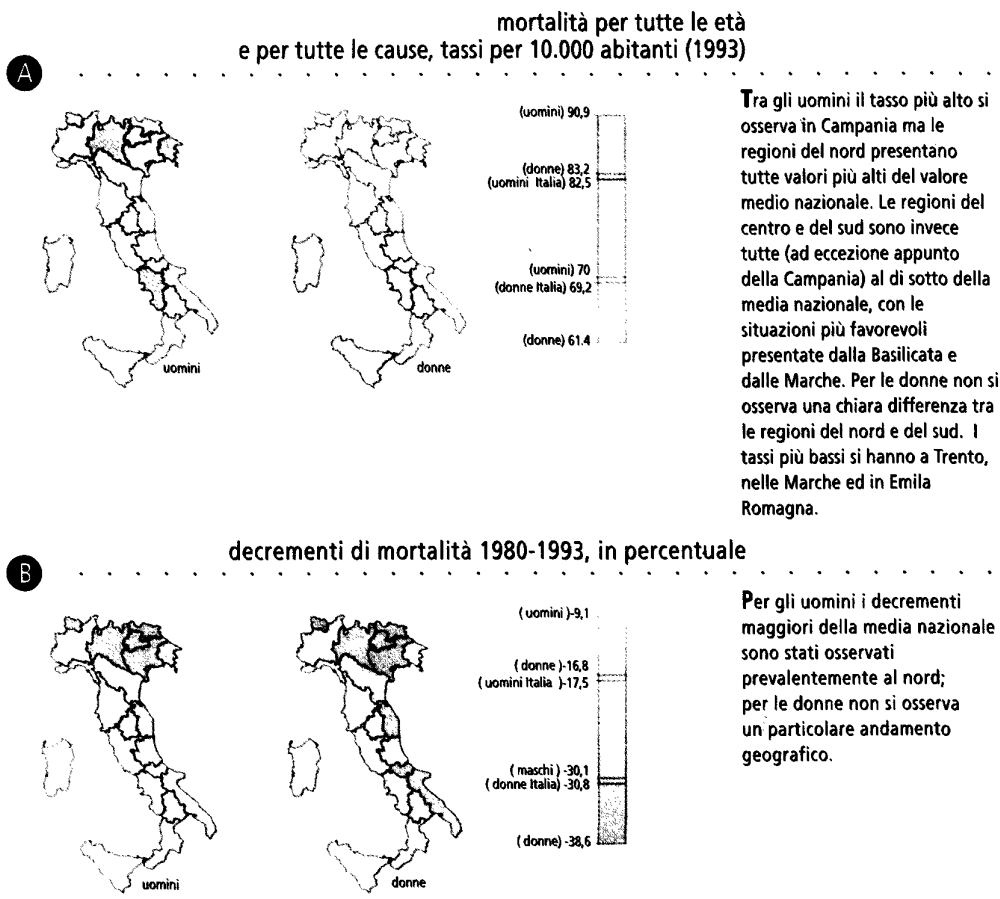 mortalità per tutte le età
e per tutte le cause, tassi per 10.000 abitanti (1993)
A
(uomini) 90,9
(donne) 83,2
(uomini Italia) 82,5
(uomini) 70
(donne Italia) 69,2
(donne) 61.4
uomini
donne
Tra gli uomini il tasso più alto si
osserva in Campania ma le
regioni del nord presentano
tutte valori più alti del valore
medio nazionale. Le regioni del
centro e del sud sono invece
tutte (ad eccezione appunto
della Campania) al di sotto della
media nazionale, con le
situazioni più favorevoli
presentate dalla Basilicata e
dalle Marche. Per le donne non si
osserva una chiara differenza tra
le regioni del nord e del sud. I
tassi più bassi si hanno a Trento,
nelle Marche ed in Emila
Romagna.
decrementi di mortalità 1980-1993, in percentuale
B
( uomini )-9,1
( donne )-16,8
( uomini Italia )-17,5
( maschi ) -30,1
( donne Italia) -30,8
( donne) -38,6
uomini
donne
Per gli uomini i decrementi
maggiori della media nazionale
sono stati osservati
prevalentemente al nord;
per le donne non si osserva
un particolare andamento
geografico.